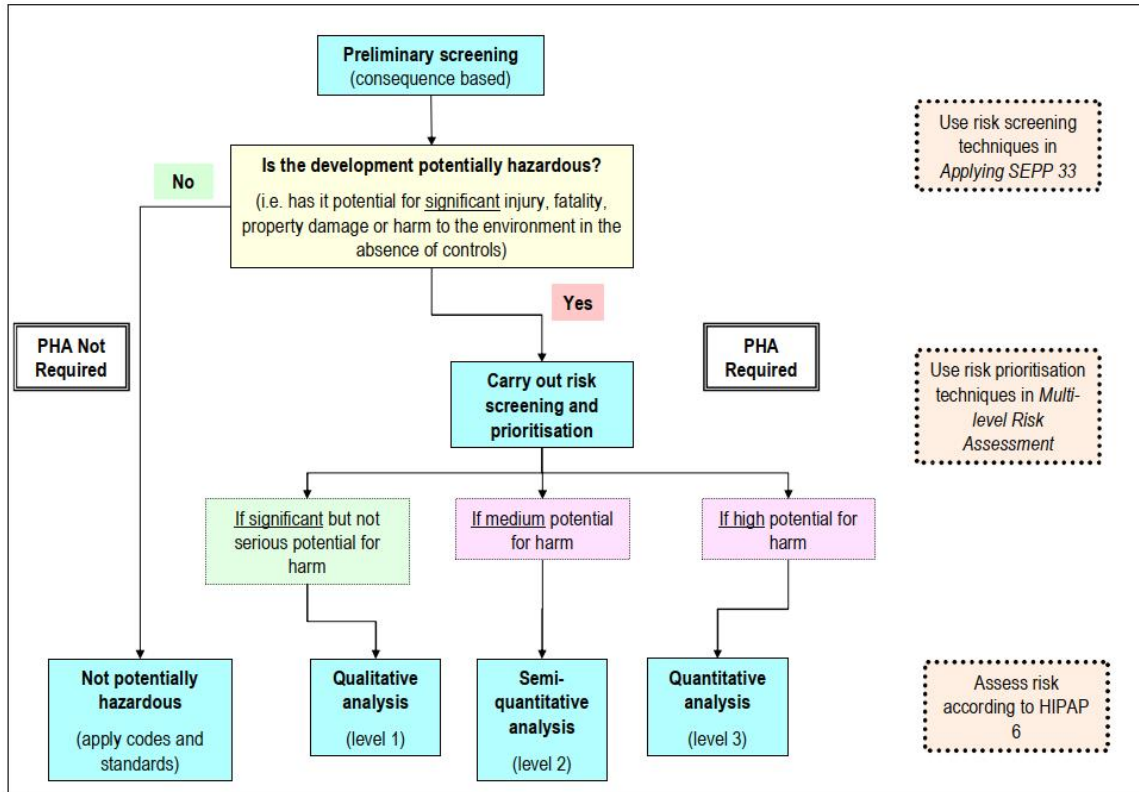 Preliminary screening
(consequence based)
Use risk screening
techniques in
Applying SEPP 33
Is the development potentially hazardous?
(i.e. has it potential for significant injury, fatality,
property damage or harm to the environment in the
absence of controls)
No
Yes
PHA Not
Required
PHA
Required
Carry out risk
screening and
prioritisation
Use risk prioritisation
techniques in Multi-
level Risk
Assessment
If significant but not
serious potential for
harm
If medium potential
for harm
If high potential for
harm
Not potentially
hazardous
(apply codes and
standards)
Qualitative
analysis
(level 1)
Semi-
quantitative
analysis
(level 2)
Quantitative
analysis
(level 3)
Assess risk
according to HIPAP
6